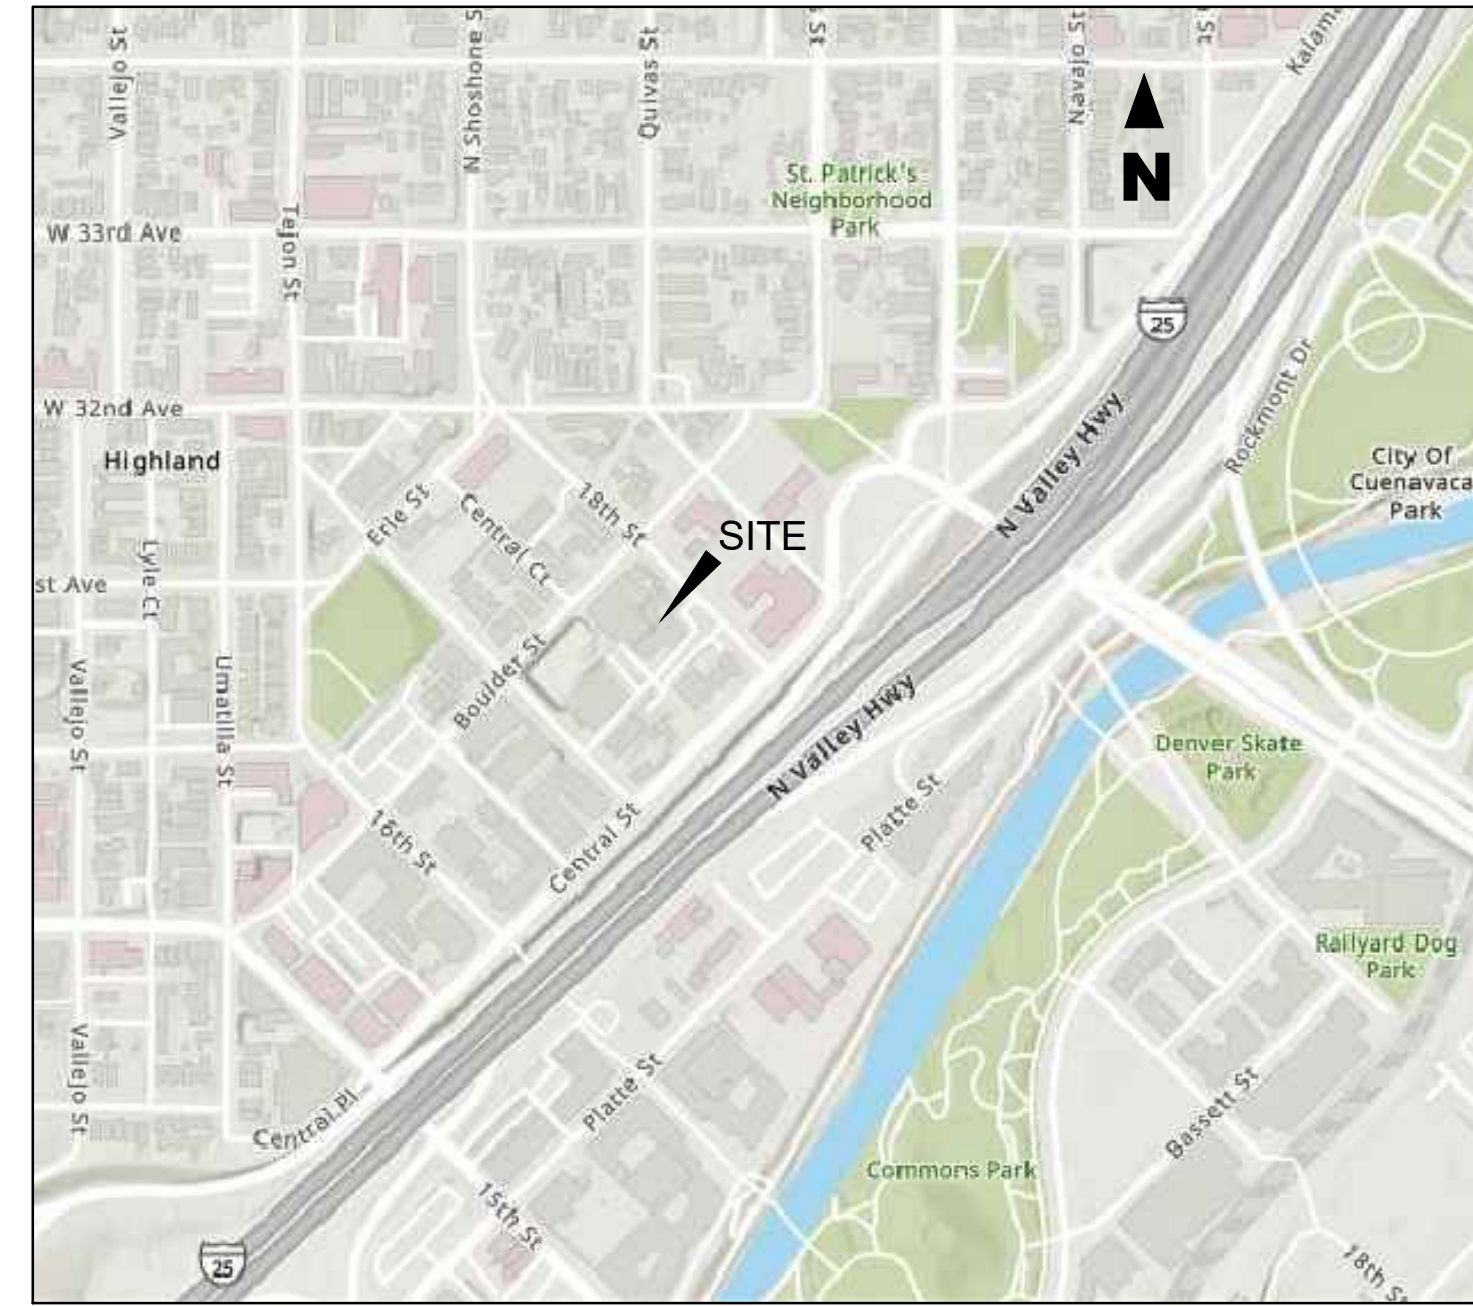 Vallejo St
N Shoshone S
Quivas St
St
Navajo St
St
Kalam
N
St. Patrick's
Neighborhood
Park
W 33rd Ave
Tejon St
25
Rockmont Dr
W 32nd Ave
N Valley Hwy
Highland
City Of
Cuenavaca
Park
Erie St
Central Ct
18th St
SITE
st Ave
Lyle Ct
Boulder St
Vallejo St
Umatilla St
N Valley Hwy
Denver Skate
Park
Platte St
16th St
Central St
Railyard Dog
Park
Vallejo St
Platte St
Central Pl
Bassett St
Commons Park
15th St
25
18th St